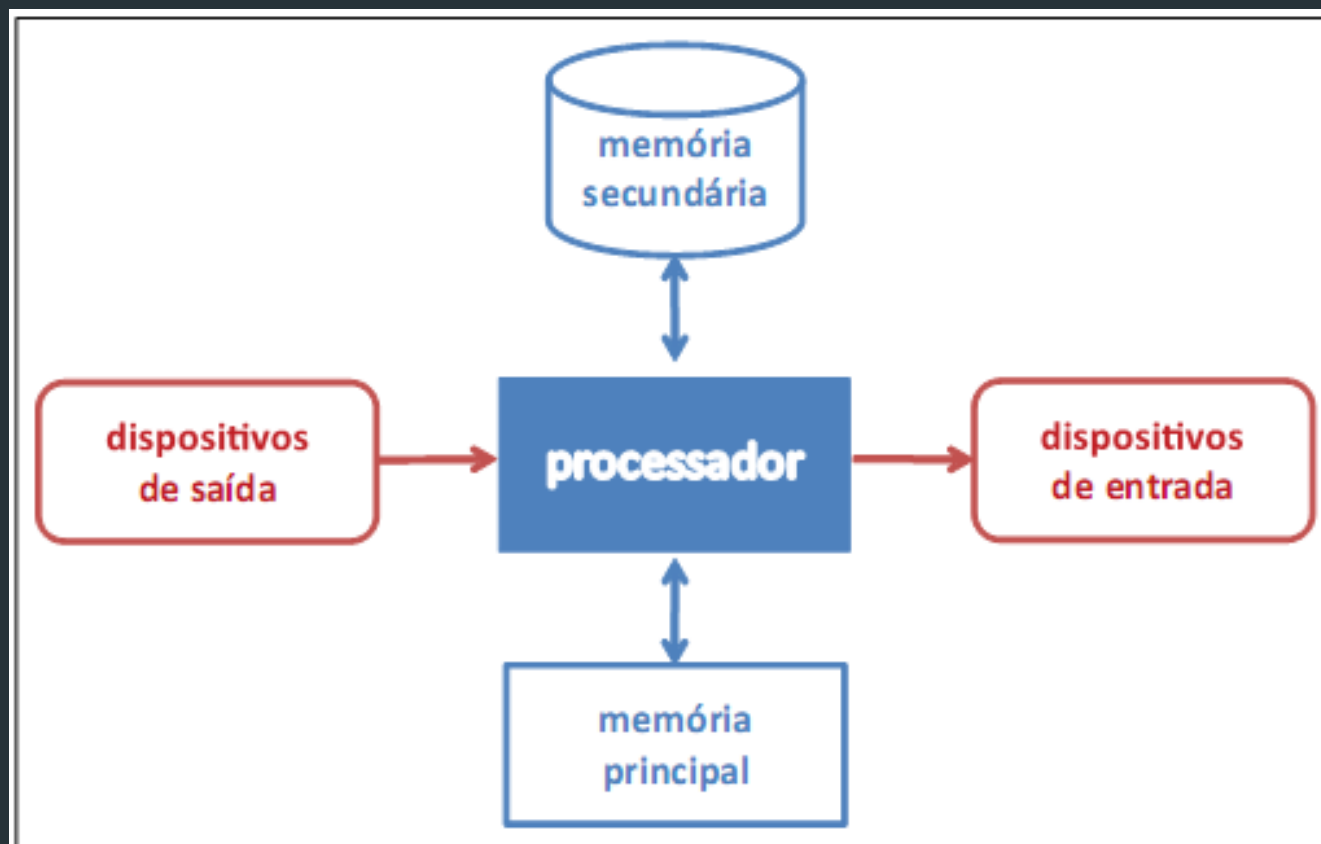 memória
secundária
dispositivos
de saída
processador
dispositivos
de entrada
memória
principal